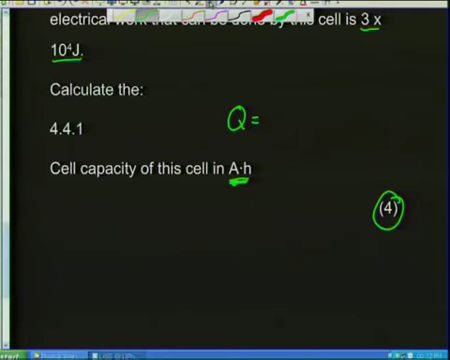 electrical work that can be done by this cell is 3 x
10⁴J.
Calculate the:
4.4.1
Q =
Cell capacity of this cell in A·h
(4)
start